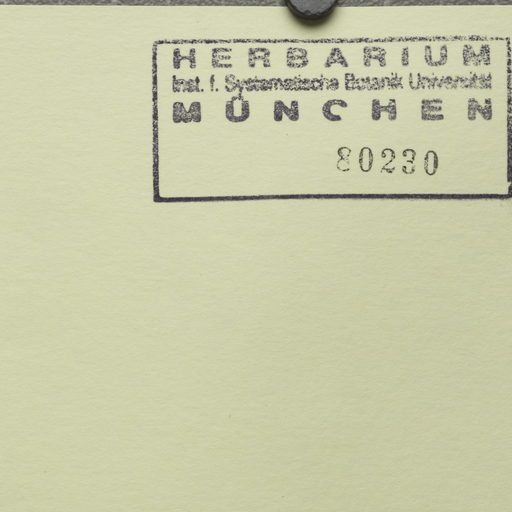 HERBARIUM
Inst. f. Systematische Botanik Universität
MÜNCHEN
80230